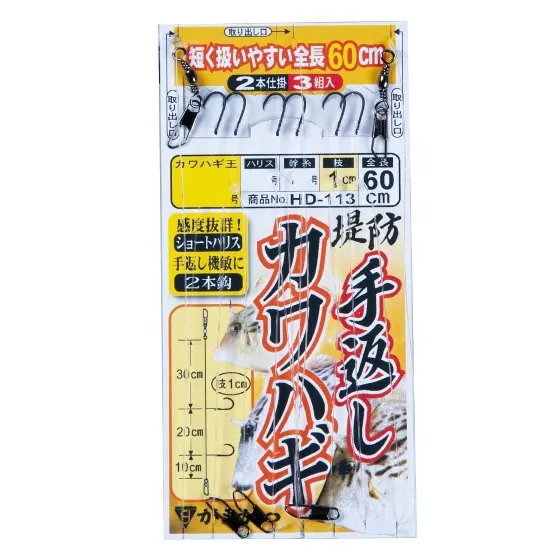 取り出し口
短く扱いやすい全長60cm
2本仕掛 3組入
取り出し口
取り出し口
カワハギ王 ハリス 幹糸 枝 全長
号 号 号 1cm 60cm
商品No. HD-113
感度抜群!
ショートハリス
手返し機敏に
2本鈎
堤防
手返し
カワハギ
30cm
枝1cm
20cm
10cm
がまかつ